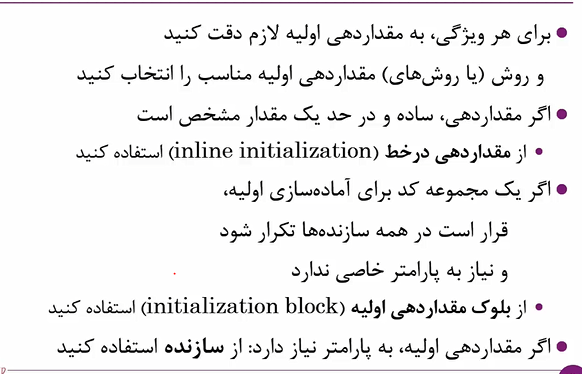 برای هر ویژگی، به مقداردهی اولیه لازم دقت کنید
و روش (یا روش‌های) مقداردهی اولیه مناسب را انتخاب کنید
اگر مقداردهی، ساده و در حد یک مقدار مشخص است
از مقداردهی درخط (inline initialization) استفاده کنید
اگر یک مجموعه کد برای آماده‌سازی اولیه،
قرار است در همه سازنده‌ها تکرار شود
و نیاز به پارامتر خاصی ندارد
از بلوک مقداردهی اولیه (initialization block) استفاده کنید
اگر مقداردهی اولیه، به پارامتر نیاز دارد: از سازنده استفاده کنید